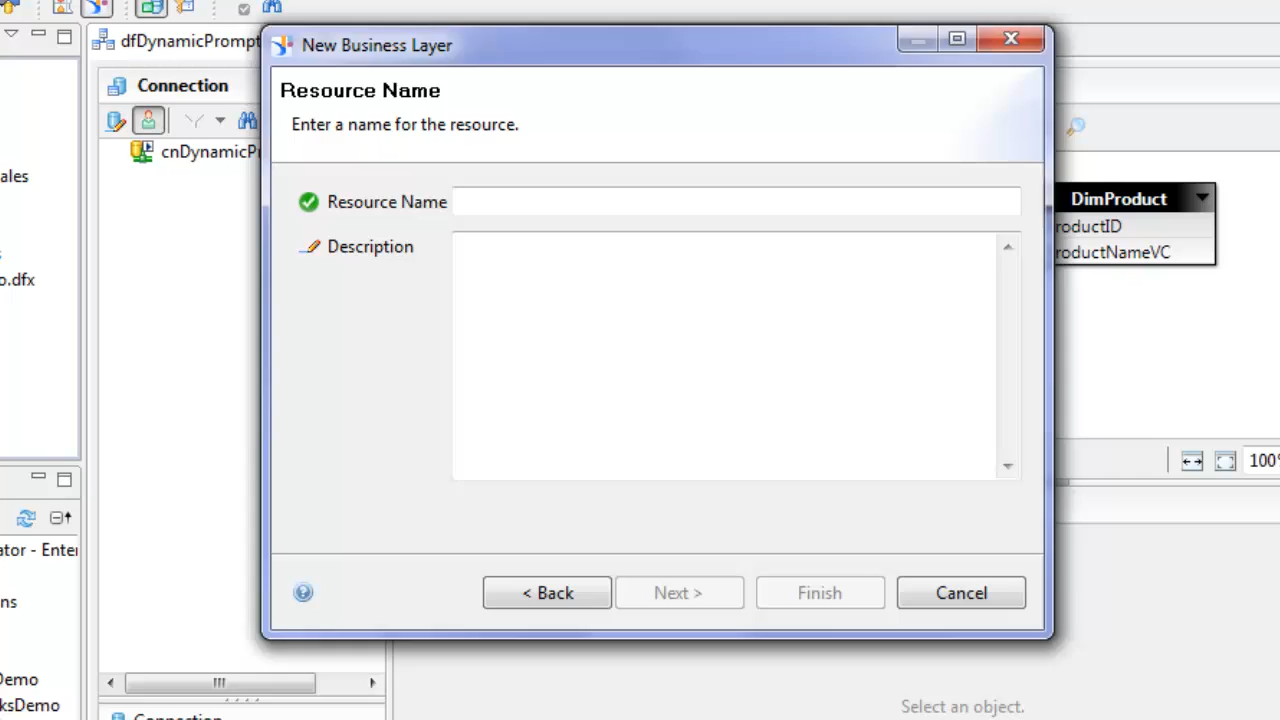 dfDynamicPrompt
New Business Layer
Connection
Resource Name
Enter a name for the resource.
cnDynamicP
ales
Resource Name
DimProduct
roductID
Description
roductNameVC
o.dfx
100%
ator - Enter
< Back
Next >
Finish
Cancel
ns
Demo
ksDemo
Select an object.
Connection